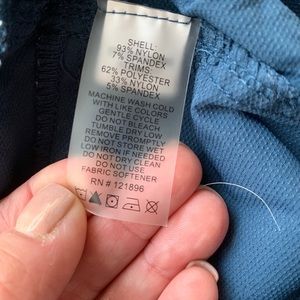 SHELL:
93% NYLON
7% SPANDEX
TRIMS:
62% POLYESTER
33% NYLON
5% SPANDEX
MACHINE WASH COLD
WITH LIKE COLORS
GENTLE CYCLE
DO NOT BLEACH
TUMBLE DRY LOW
REMOVE PROMPTLY
DO NOT STORE WET
LOW IRON IF NEEDED
DO NOT DRY CLEAN
DO NOT USE
FABRIC SOFTENER
RN# 121896